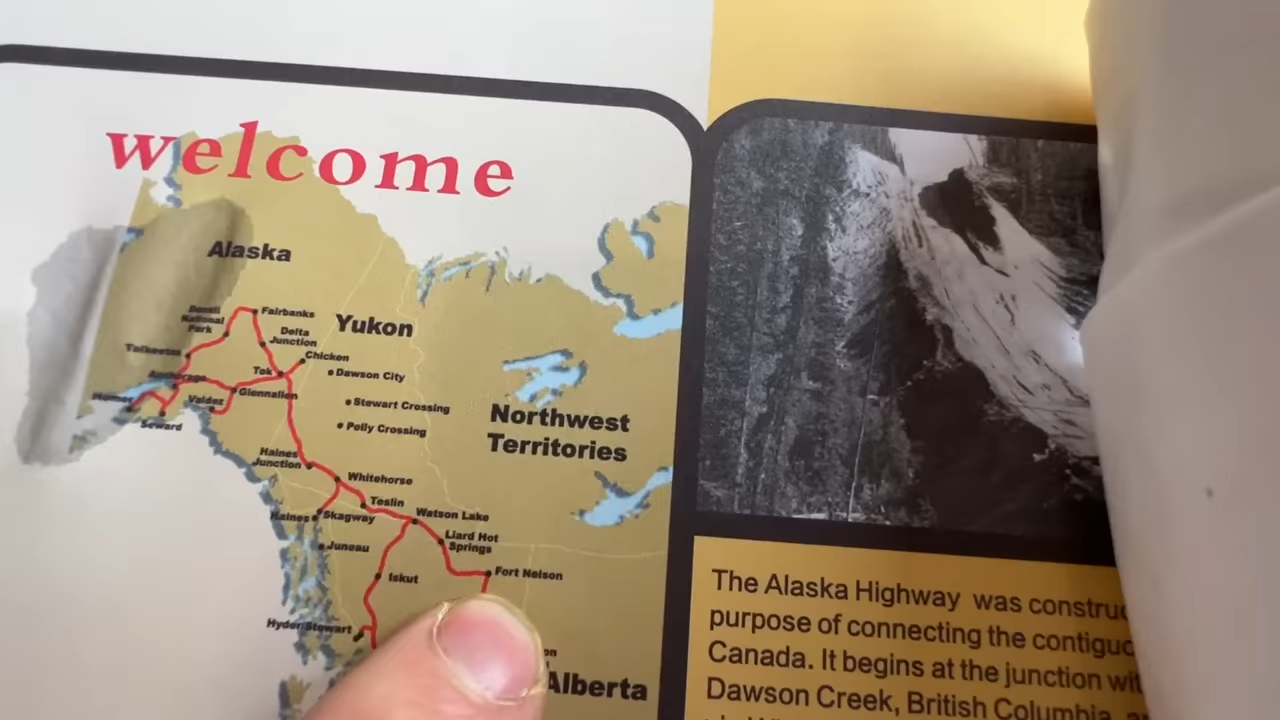 welcome
Alaska
Denali
National
Park
Fairbanks
Delta
Junction
Yukon
Chicken
Talkeetna
Tok
Dawson City
Anchorage
Homer
Valdez
Glennallen
Seward
Stewart Crossing
Pelly Crossing
Northwest
Territories
Haines
Junction
Whitehorse
Teslin
Haines
Skagway
Watson Lake
Juneau
Liard Hot
Springs
Iskut
Fort Nelson
Hyder/Stewart
Alberta
The Alaska Highway was constru
purpose of connecting the contigu
Canada. It begins at the junction wi
Dawson Creek, British Columbia